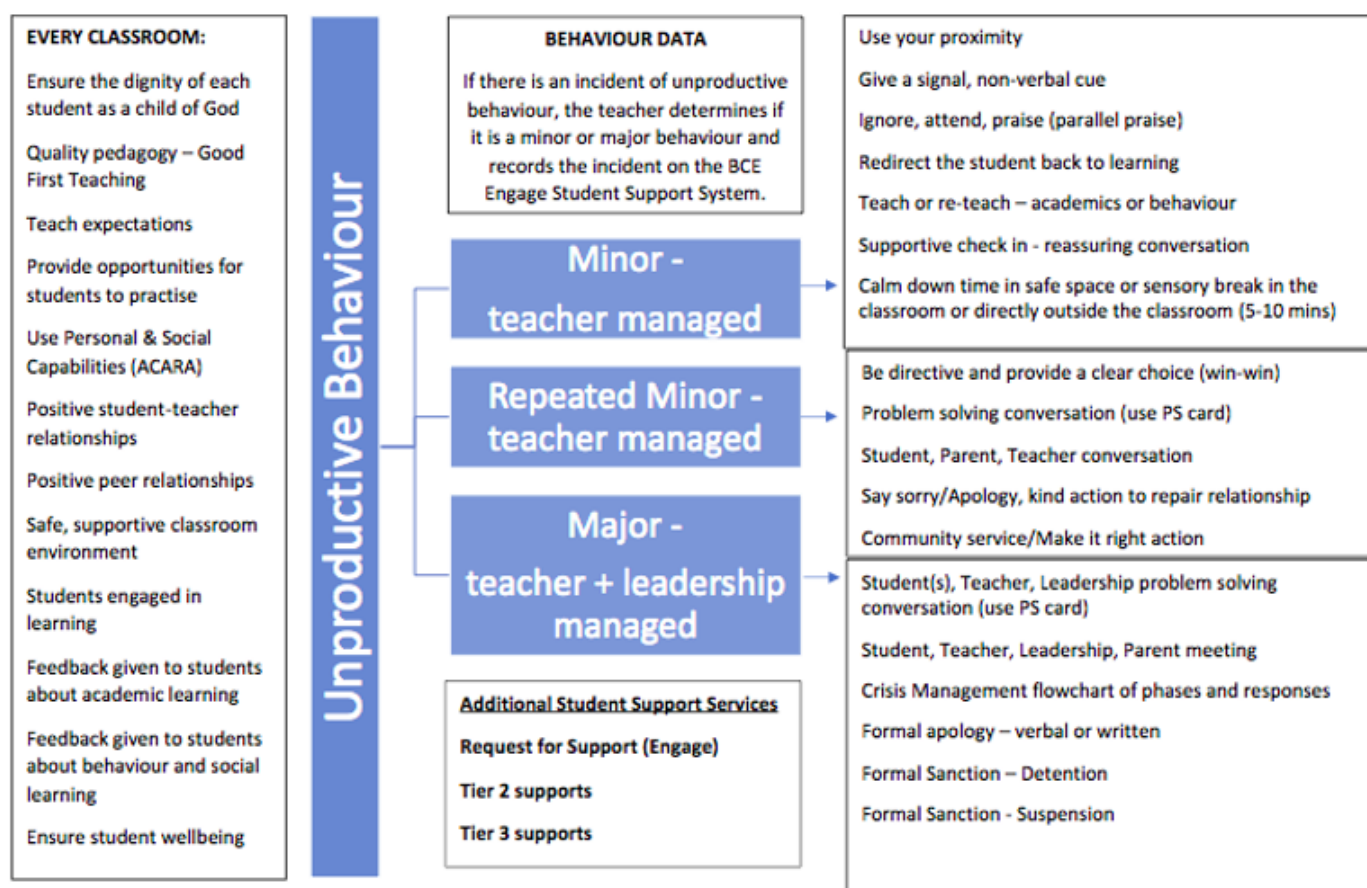 EVERY CLASSROOM:
Ensure the dignity of each
student as a child of God
Quality pedagogy – Good
First Teaching
Teach expectations
Provide opportunities for
students to practise
Use Personal & Social
Capabilities (ACARA)
Positive student-teacher
relationships
Positive peer relationships
Safe, supportive classroom
environment
Students engaged in
learning
Feedback given to students
about academic learning
Feedback given to students
about behaviour and social
learning
Ensure student wellbeing
Unproductive Behaviour
BEHAVIOUR DATA
If there is an incident of unproductive
behaviour, the teacher determines if
it is a minor or major behaviour and
records the incident on the BCE
Engage Student Support System.
Minor -
teacher managed
Repeated Minor -
teacher managed
Major -
teacher + leadership
managed
Additional Student Support Services
Request for Support (Engage)
Tier 2 supports
Tier 3 supports
Use your proximity
Give a signal, non-verbal cue
Ignore, attend, praise (parallel praise)
Redirect the student back to learning
Teach or re-teach – academics or behaviour
Supportive check in - reassuring conversation
Calm down time in safe space or sensory break in the
classroom or directly outside the classroom (5-10 mins)
Be directive and provide a clear choice (win-win)
Problem solving conversation (use PS card)
Student, Parent, Teacher conversation
Say sorry/Apology, kind action to repair relationship
Community service/Make it right action
Student(s), Teacher, Leadership problem solving
conversation (use PS card)
Student, Teacher, Leadership, Parent meeting
Crisis Management flowchart of phases and responses
Formal apology – verbal or written
Formal Sanction – Detention
Formal Sanction - Suspension